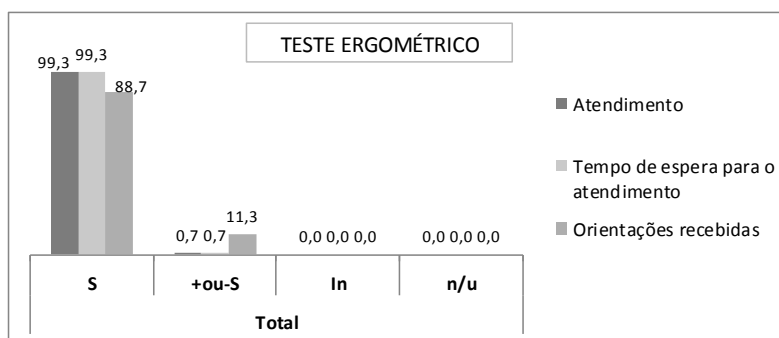 TESTE ERGOMÉTRICO
99,3 99,3
88,7
0,7 0,7
11,3
0,0 0,0 0,0
0,0 0,0 0,0
S
+ou-S
In
n/u
Total
Atendimento
Tempo de espera para o
atendimento
Orientações recebidas